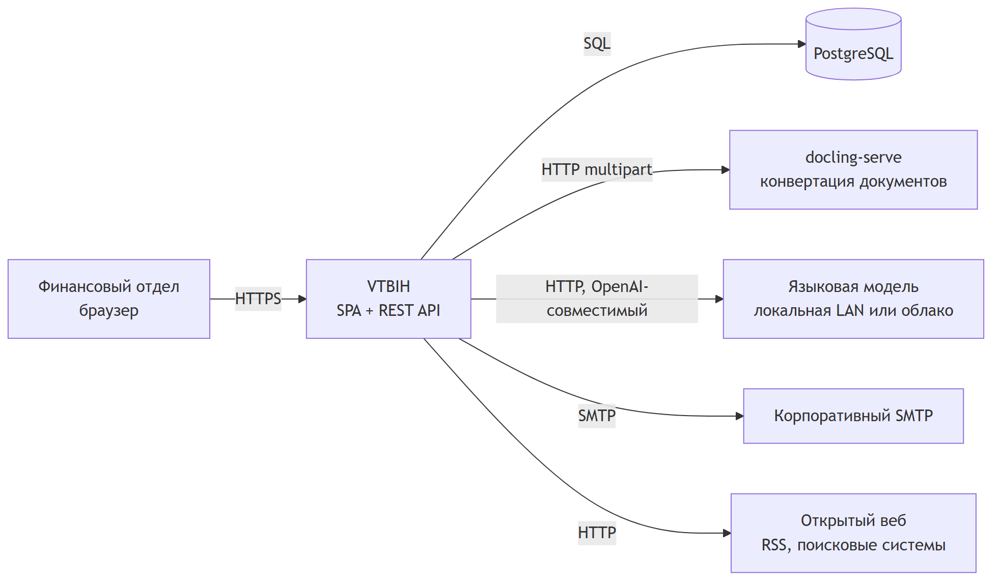 SQL
PostgreSQL
HTTP multipart
docling-serve
конвертация документов
Финансовый отдел
браузер
HTTPS
VTBIH
SPA + REST API
HTTP, OpenAI-
совместимый
Языковая модель
локальная LAN или облако
SMTP
Корпоративный SMTP
HTTP
Открытый веб
RSS, поисковые системы